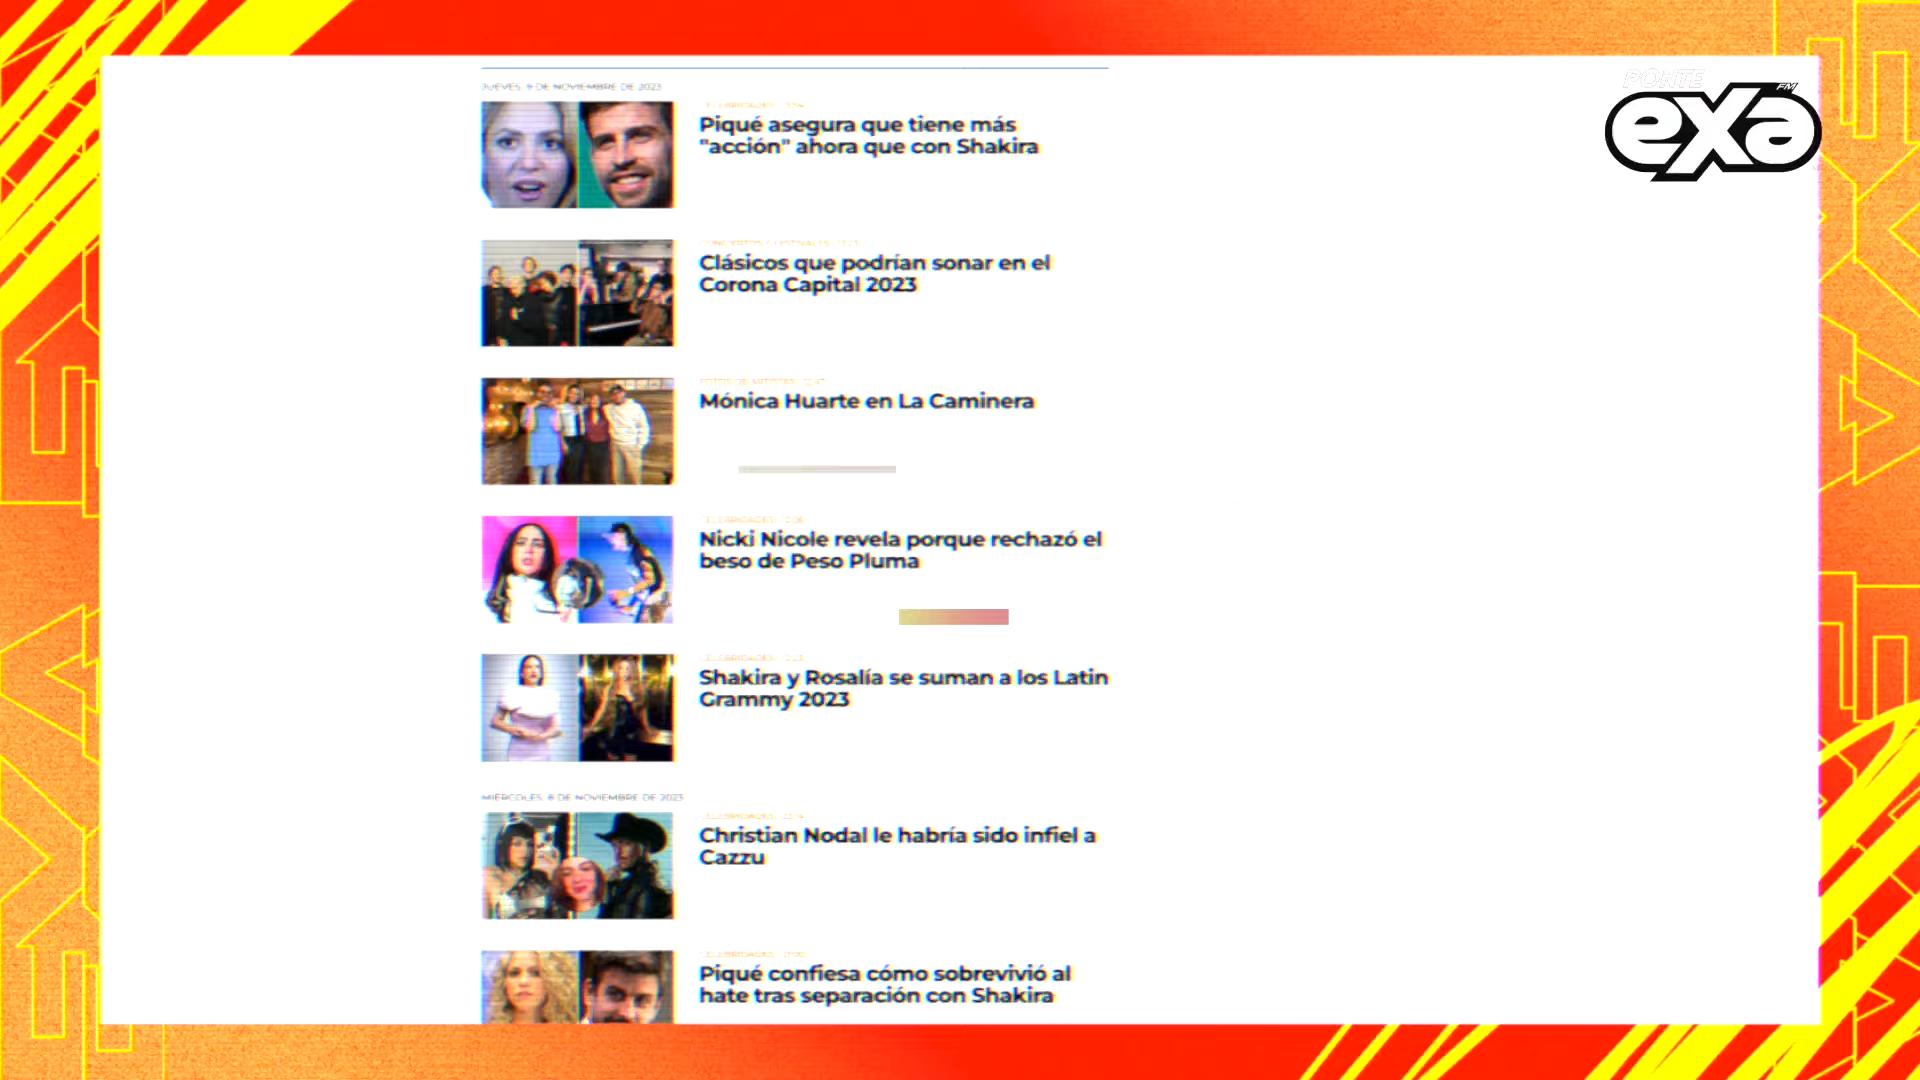 PONTE
exa
FM
JUEVES, 9 DE NOVIEMBRE DE 2023
Piqué asegura que tiene más
"acción" ahora que con Shakira
Clásicos que podrían sonar en el
Corona Capital 2023
Mónica Huarte en La Caminera
Nicki Nicole revela porque rechazó el
beso de Peso Pluma
Shakira y Rosalía se suman a los Latin
Grammy 2023
MIÉRCOLES, 8 DE NOVIEMBRE DE 2023
Christian Nodal le habría sido infiel a
Cazzu
Piqué confiesa cómo sobrevivió al
hate tras separación con Shakira